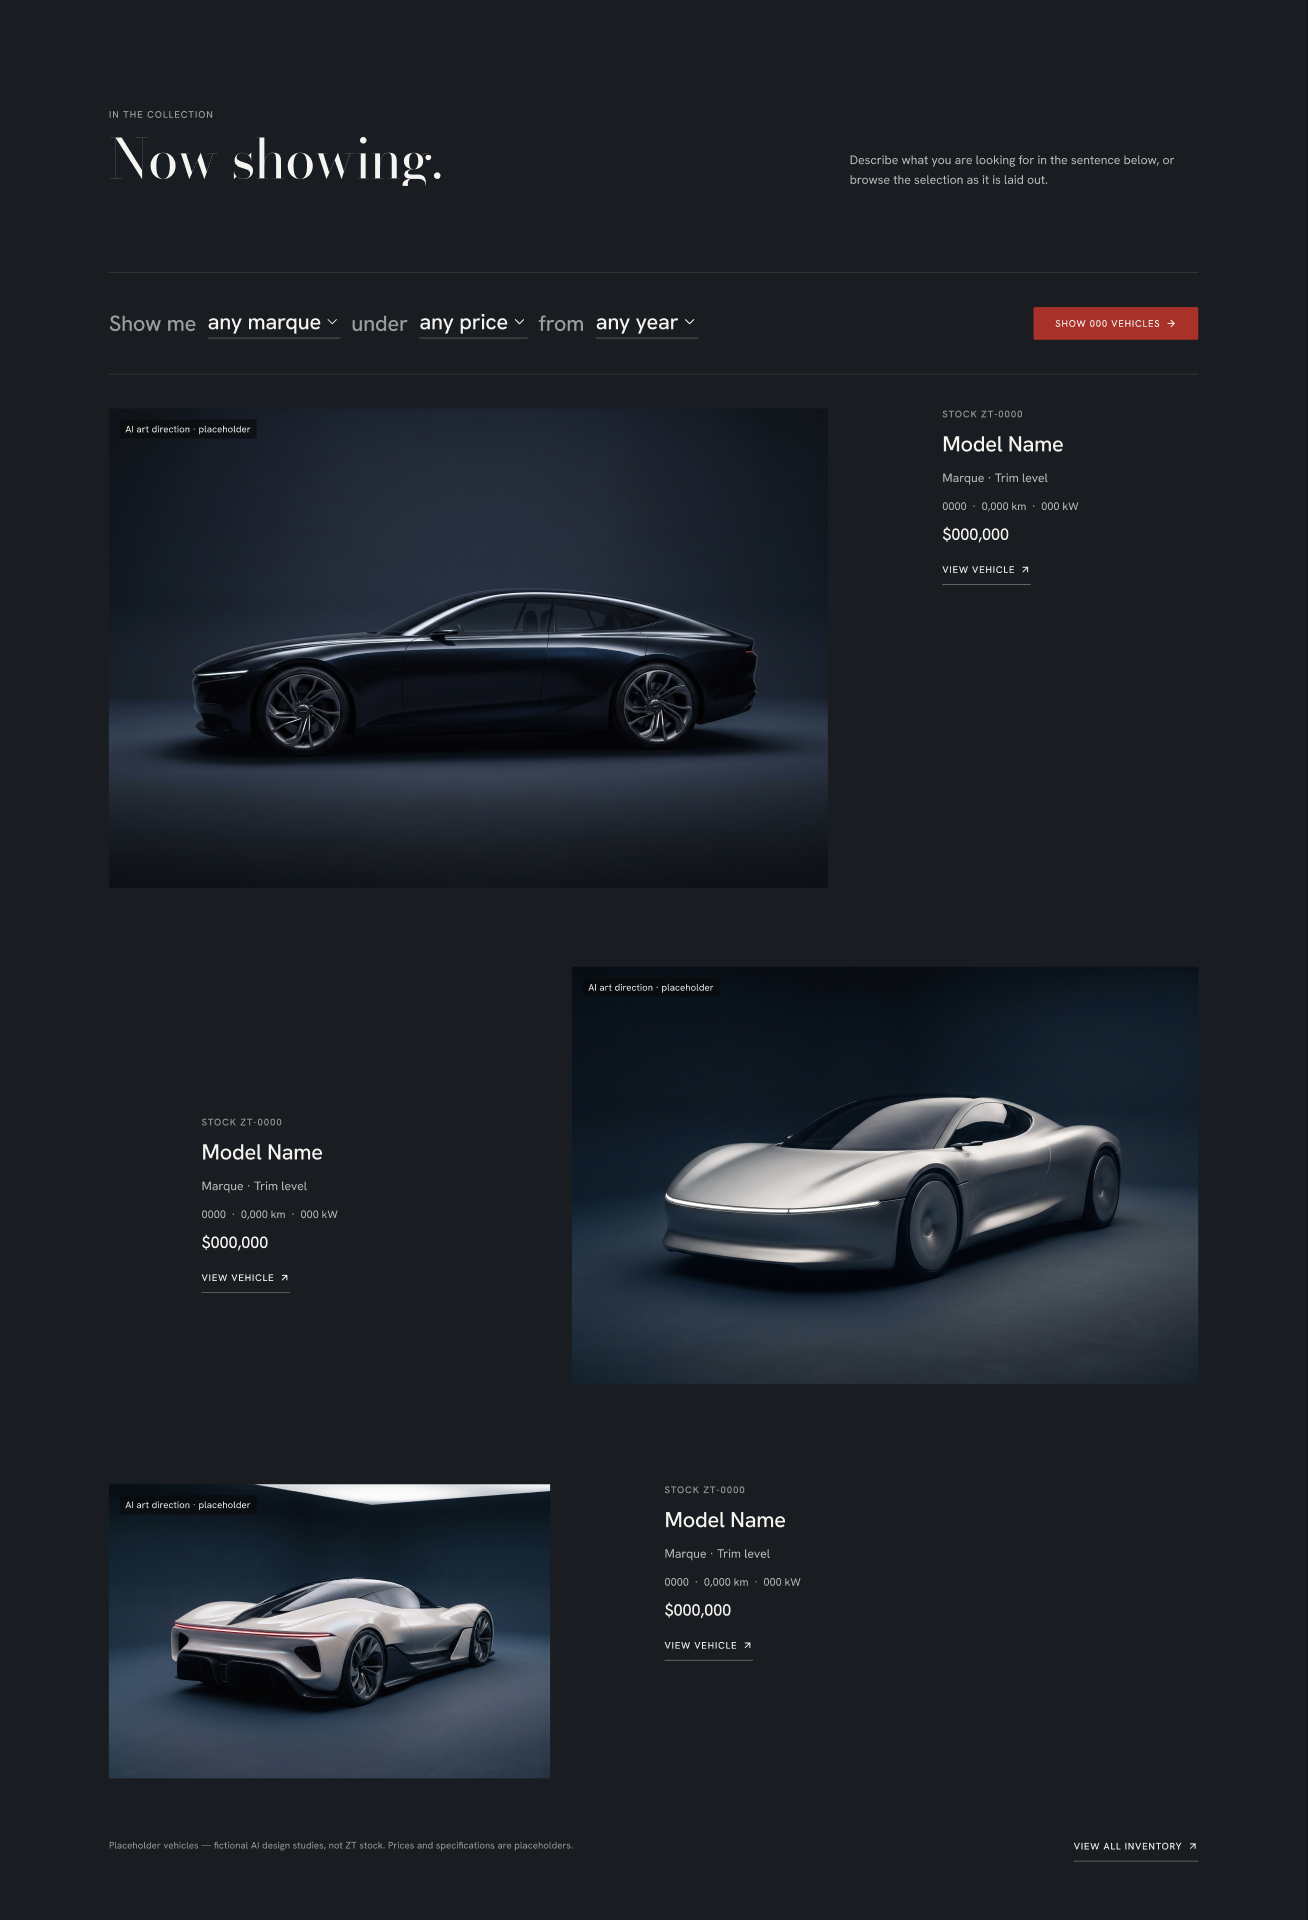 IN THE COLLECTION
Now showing.
Describe what you are looking for in the sentence below, or
browse the selection as it is laid out.
Show me any marque under any price from any year
SHOW 000 VEHICLES →
AI art direction · placeholder
STOCK ZT-0000
Model Name
Marque · Trim level
0000 · 0,000 km · 000 kW
$000,000
VIEW VEHICLE ↗
AI art direction · placeholder
STOCK ZT-0000
Model Name
Marque · Trim level
0000 · 0,000 km · 000 kW
$000,000
VIEW VEHICLE ↗
AI art direction · placeholder
STOCK ZT-0000
Model Name
Marque · Trim level
0000 · 0,000 km · 000 kW
$000,000
VIEW VEHICLE ↗
Placeholder vehicles — fictional AI design studies, not ZT stock. Prices and specifications are placeholders.
VIEW ALL INVENTORY ↗